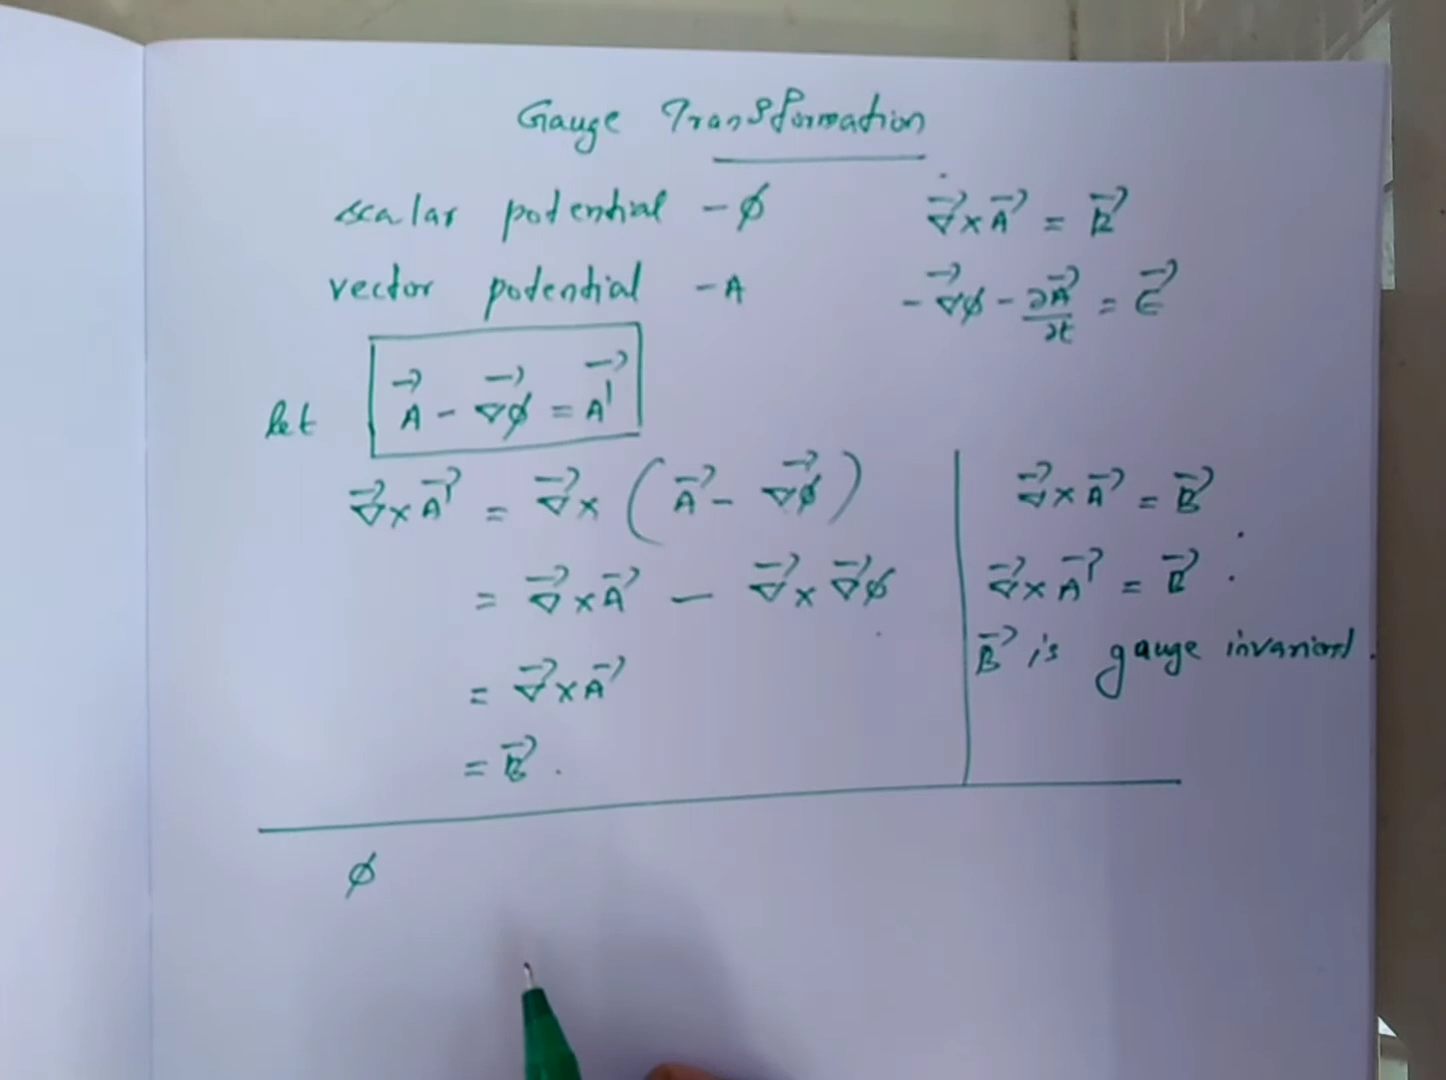 Gauge Transformation
scalar potential - ϕ
vector potential - A
∇⃗ × A⃗ = B⃗
-∇⃗ϕ - ∂A⃗/∂t = E⃗
let A⃗ - ∇⃗ϕ = A⃗'
∇⃗ × A⃗' = ∇⃗ × (A⃗ - ∇⃗ϕ)
= ∇⃗ × A⃗ - ∇⃗ × ∇⃗ϕ
= ∇⃗ × A⃗
= B⃗ .
∇⃗ × A⃗ = B⃗
∇⃗ × A⃗' = B⃗
B⃗ is gauge invariant.
ϕ